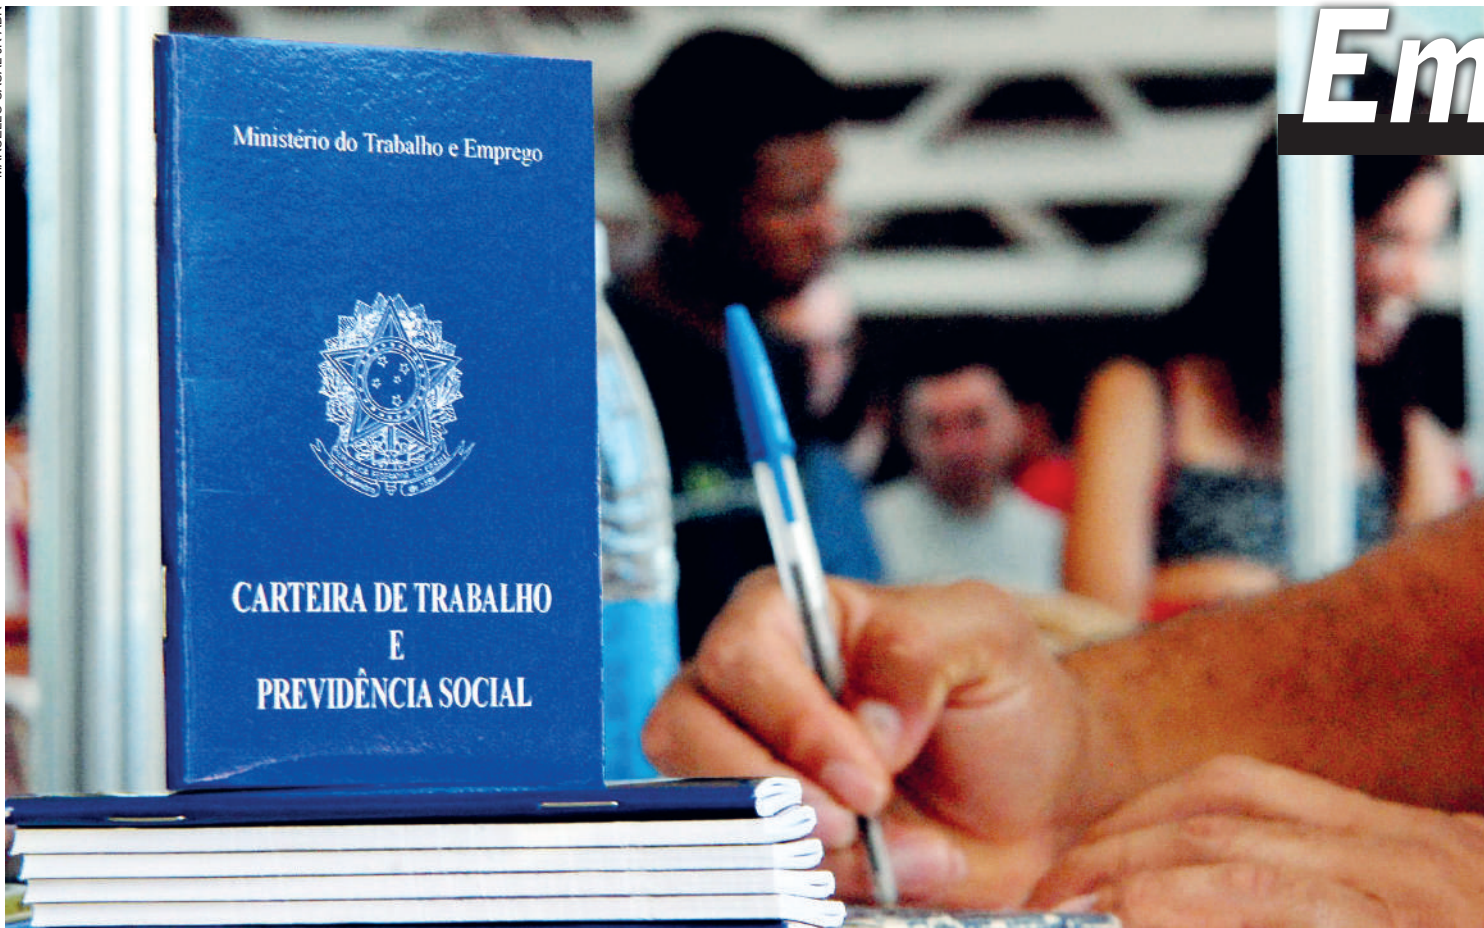 Em
Ministério do Trabalho e Emprego
CARTEIRA DE TRABALHO
E
PREVIDÊNCIA SOCIAL